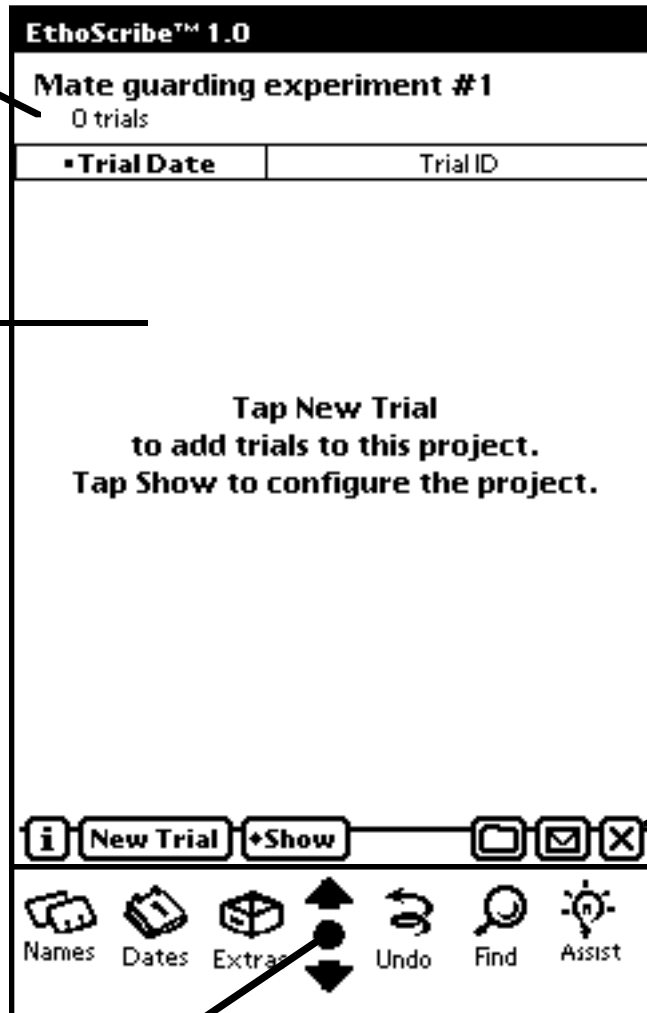 EthoScribe™ 1.0
Mate guarding experiment #1
0 trials
•Trial Date Trial ID
Tap New Trial
to add trials to this project.
Tap Show to configure the project.
i New Trial ◆Show X
Names Dates Extras Undo Find Assist